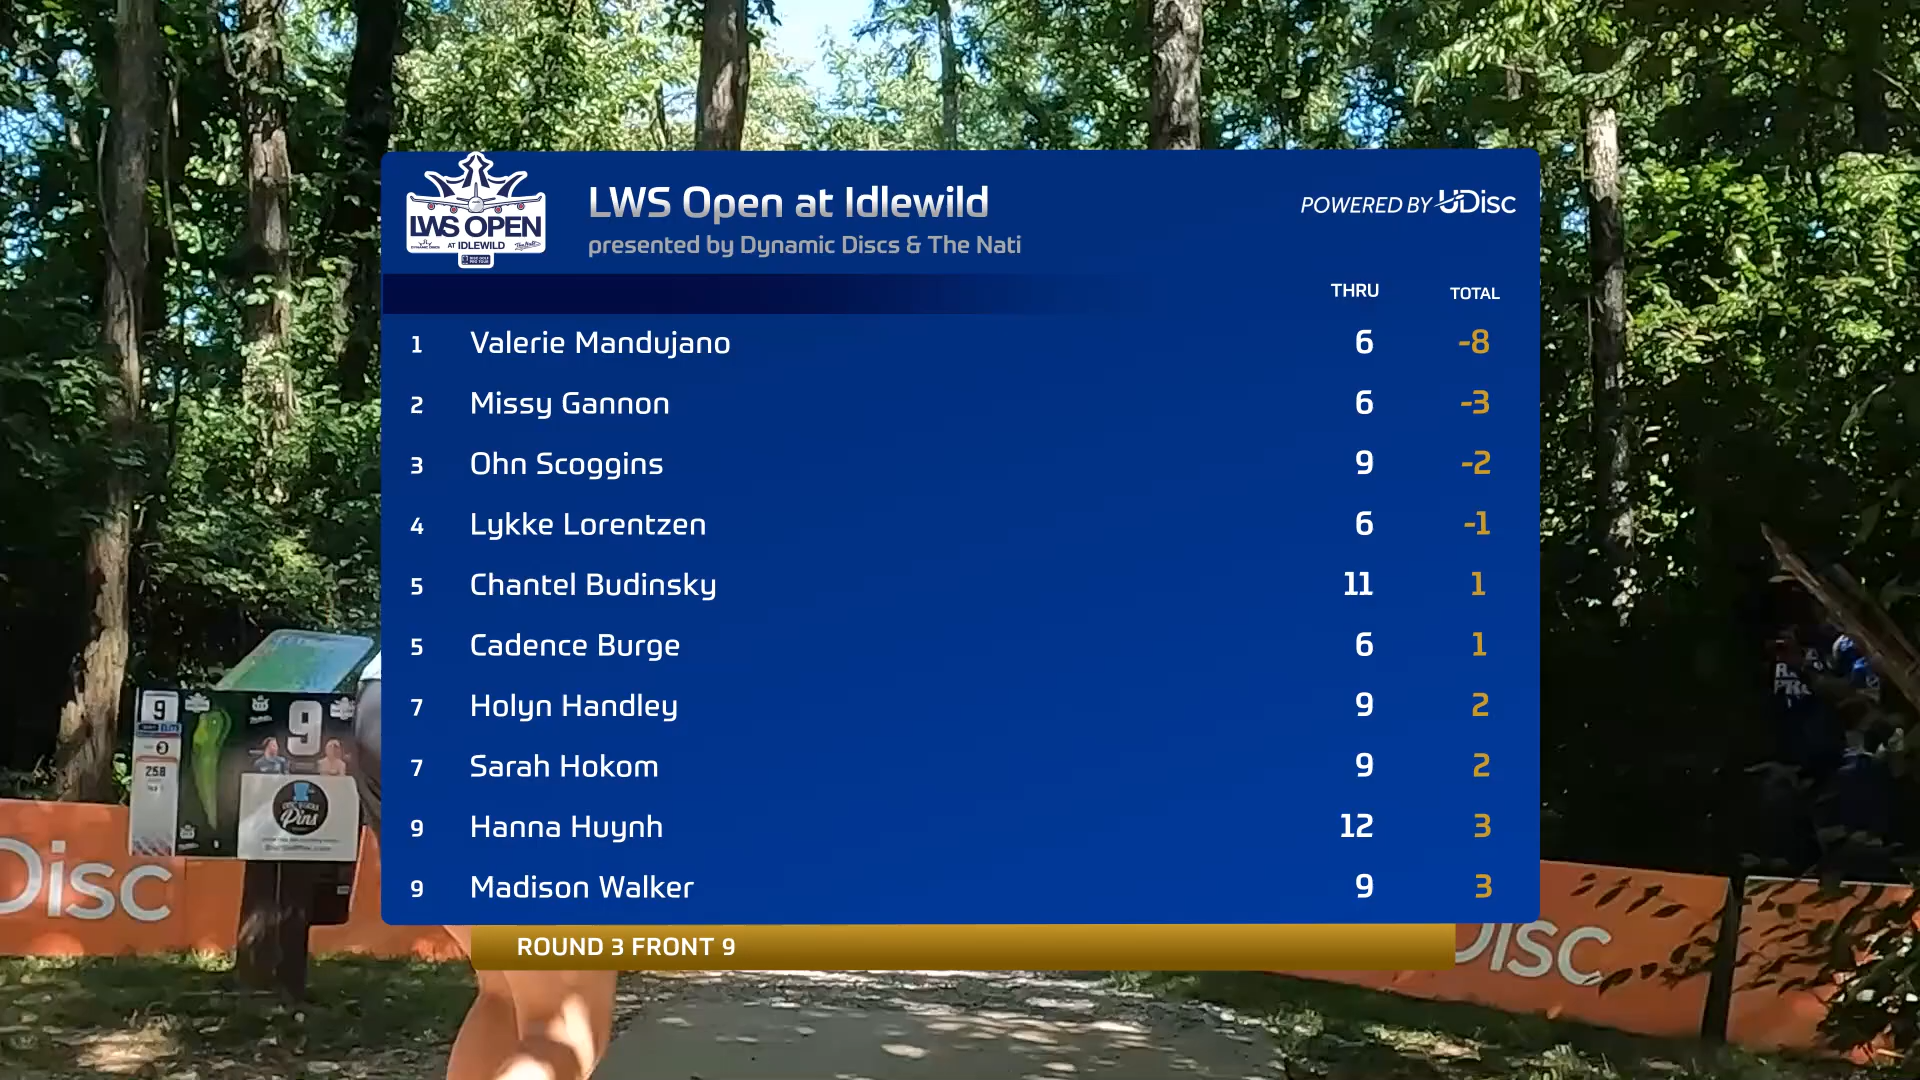 LWS OPEN
AT IDLEWILD
LWS Open at Idlewild
presented by Dynamic Discs & The Nati
POWERED BY UDisc
THRU TOTAL
1 Valerie Mandujano 6 -8
2 Missy Gannon 6 -3
3 Ohn Scoggins 9 -2
4 Lykke Lorentzen 6 -1
5 Chantel Budinsky 11 1
5 Cadence Burge 6 1
7 Holyn Handley 9 2
7 Sarah Hokom 9 2
9 Hanna Huynh 12 3
9 Madison Walker 9 3
ROUND 3 FRONT 9
9
9
3
258
Pins
Disc
Disc